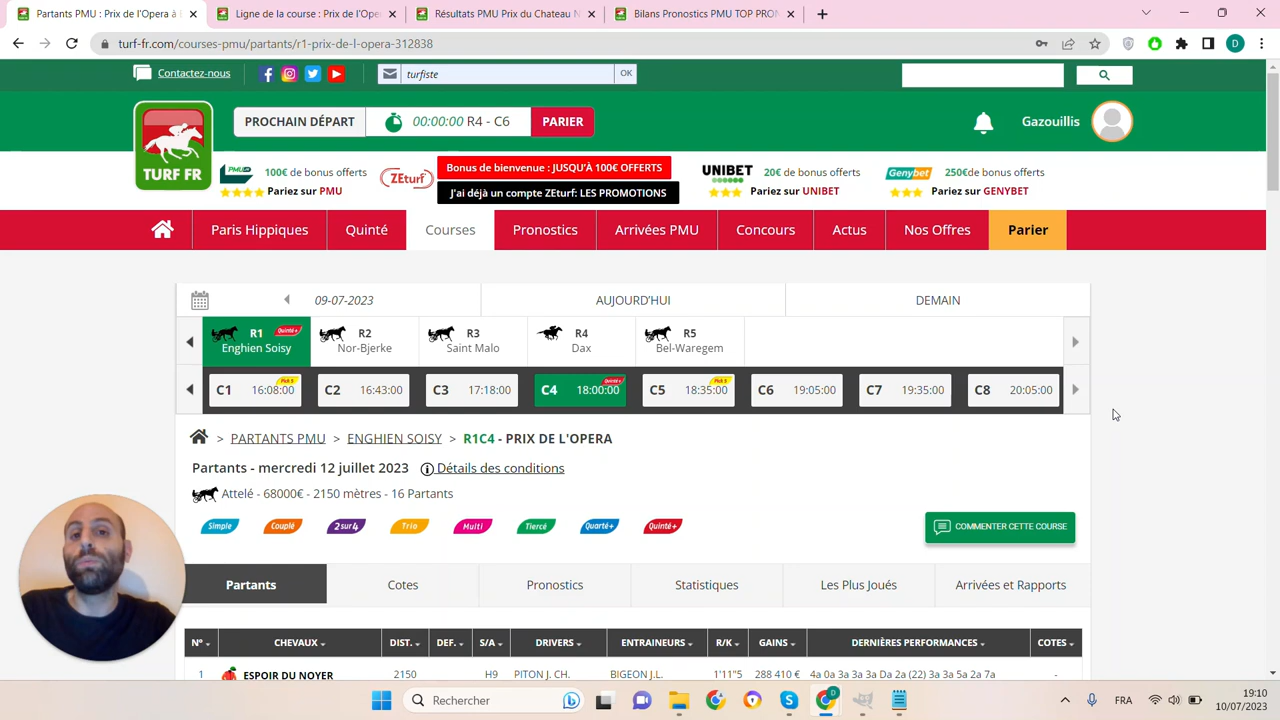 Partants PMU : Prix de l'Opera à
Ligne de la course : Prix de l'Ope
Résultats PMU Prix du Chateau N
Bilans Pronostics PMU TOP PRON
turf-fr.com/courses-pmu/partants/r1-prix-de-l-opera-312838
D
Contactez-nous
turfiste
OK
TURF FR
PROCHAIN DÉPART
00:00:00 R4 - C6
PARIER
Gazouillis
PMU
100€ de bonus offerts
Pariez sur PMU
ZEturf
Bonus de bienvenue : JUSQU'À 100€ OFFERTS
J'ai déjà un compte ZEturf: LES PROMOTIONS
UNIBET
20€ de bonus offerts
Pariez sur UNIBET
Genybet
250€de bonus offerts
Pariez sur GENYBET
Paris Hippiques
Quinté
Courses
Pronostics
Arrivées PMU
Concours
Actus
Nos Offres
Parier
09-07-2023
AUJOURD'HUI
DEMAIN
R1
Quinté+
Enghien Soisy
R2
Nor-Bjerke
R3
Saint Malo
R4
Dax
R5
Bel-Waregem
C1 16:08:00
Pick 5
C2 16:43:00
C3 17:18:00
C4 18:00:00
Quinté+
C5 18:35:00
Pick 5
C6 19:05:00
C7 19:35:00
C8 20:05:00
> PARTANTS PMU > ENGHIEN SOISY > R1C4 - PRIX DE L'OPERA
Partants - mercredi 12 juillet 2023 Détails des conditions
Attelé - 68000€ - 2150 mètres - 16 Partants
Simple
Couplé
2sur4
Trio
Multi
Tiercé
Quarté+
Quinté+
COMMENTER CETTE COURSE
Partants
Cotes
Pronostics
Statistiques
Les Plus Joués
Arrivées et Rapports
N° CHEVAUX DIST. DEF. S/A DRIVERS ENTRAINEURS R/K GAINS DERNIÈRES PERFORMANCES COTES
1 ESPOIR DU NOYER 2150 H9 PITON J. CH. BIGEON J.L. 1'11"5 288 410 € 4a 0a 3a 3a Da 2a (22) 3a 3a 5a 2a 7a -
Rechercher
D
FRA
19:10
10/07/2023